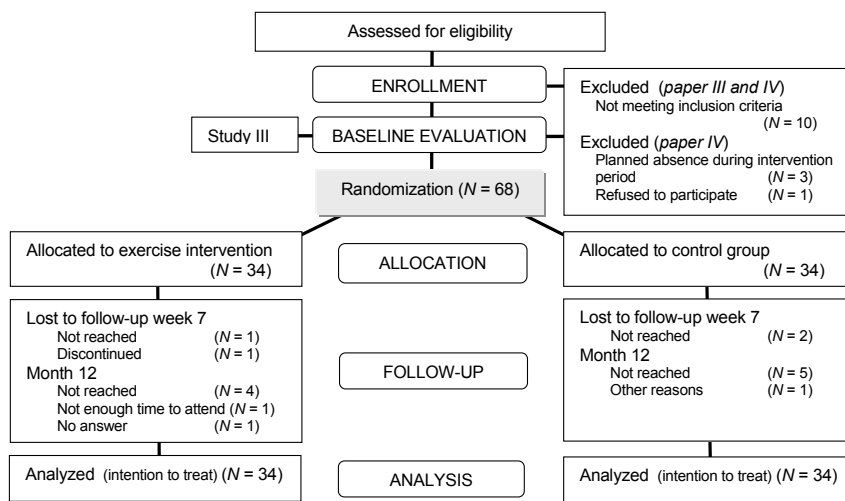 Assessed for eligibility
ENROLLMENT
Excluded (paper III and IV)
Not meeting inclusion criteria
(N = 10)
Excluded (paper IV)
Planned absence during intervention
period (N = 3)
Refused to participate (N = 1)
Study III
BASELINE EVALUATION
Randomization (N = 68)
Allocated to exercise intervention
(N = 34)
ALLOCATION
Allocated to control group
(N = 34)
Lost to follow-up week 7
Not reached (N = 1)
Discontinued (N = 1)
Month 12
Not reached (N = 4)
Not enough time to attend (N = 1)
No answer (N = 1)
FOLLOW-UP
Lost to follow-up week 7
Not reached (N = 2)
Month 12
Not reached (N = 5)
Other reasons (N = 1)
Analyzed (intention to treat) (N = 34)
ANALYSIS
Analyzed (intention to treat) (N = 34)